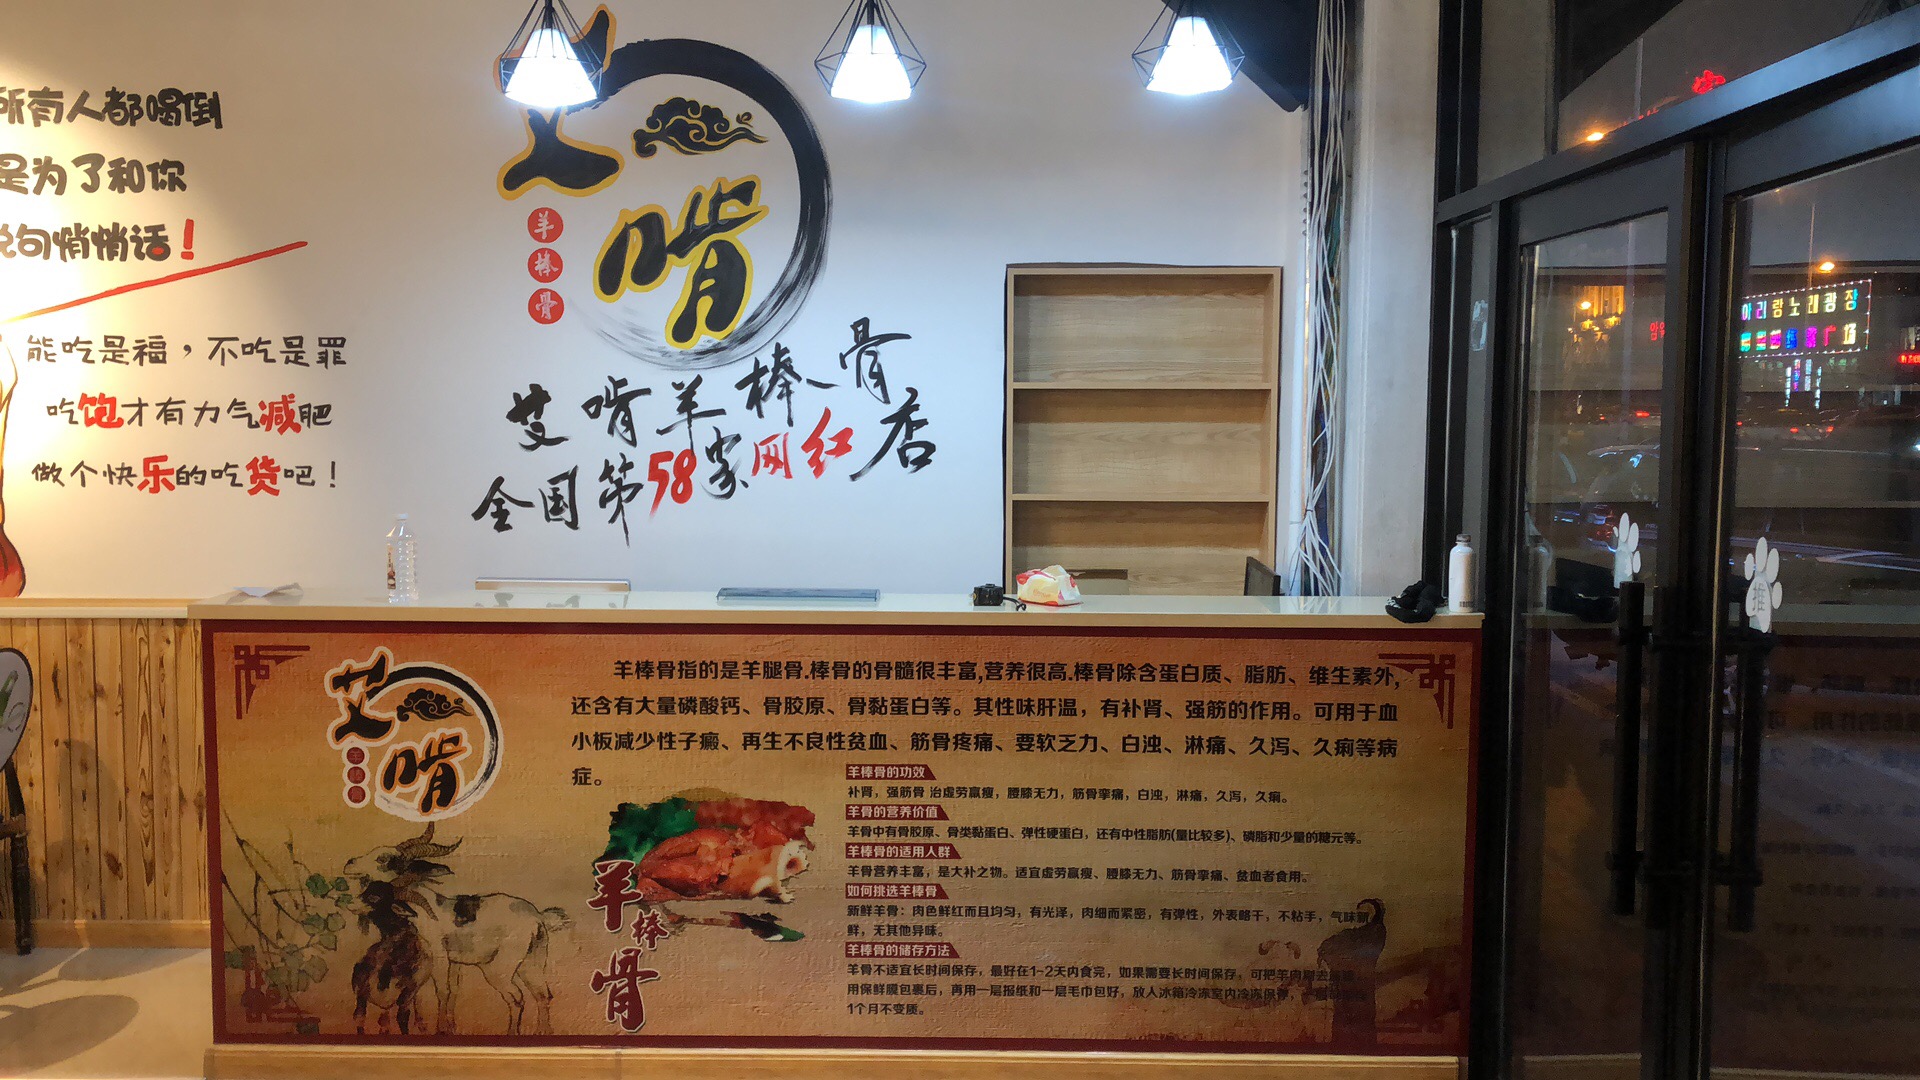 所有人都喝倒
是为了和你
说句悄悄话！
能吃是福，不吃是罪
吃饱才有力气减肥
做个快乐的吃货吧！
艾啃
羊棒骨
艾啃羊棒骨
全国第58家网红店
艾啃
羊棒骨
羊棒骨指的是羊腿骨.棒骨的骨髓很丰富,营养很高.棒骨除含蛋白质、脂肪、维生素外,
还含有大量磷酸钙、骨胶原、骨黏蛋白等。其性味肝温，有补肾、强筋的作用。可用于血
小板减少性子癜、再生不良性贫血、筋骨疼痛、要软乏力、白浊、淋痛、久泻、久痢等病
症。
羊棒骨
羊棒骨的功效
补肾，强筋骨 治虚劳羸瘦，腰膝无力，筋骨挛痛，白浊，淋痛，久泻，久痢。
羊骨的营养价值
羊骨中有骨胶原、骨类黏蛋白、弹性硬蛋白，还有中性脂肪(量比较多)、磷脂和少量的糖元等。
羊棒骨的适用人群
羊骨营养丰富，是大补之物。适宜虚劳羸瘦、腰膝无力、筋骨挛痛、贫血者食用。
如何挑选羊棒骨
新鲜羊骨：肉色鲜红而且均匀，有光泽，肉细而紧密，有弹性，外表略干，不粘手，气味新
鲜，无其他异味。
羊棒骨的储存方法
羊骨不适宜长时间保存，最好在1-2天内食完，如果需要长时间保存，可把羊肉剔去
用保鲜膜包裹后，再用一层报纸和一层毛巾包好，放入冰箱冷冻室内冷冻保存，
1个月不变质。
아리랑노래광장
广场
推